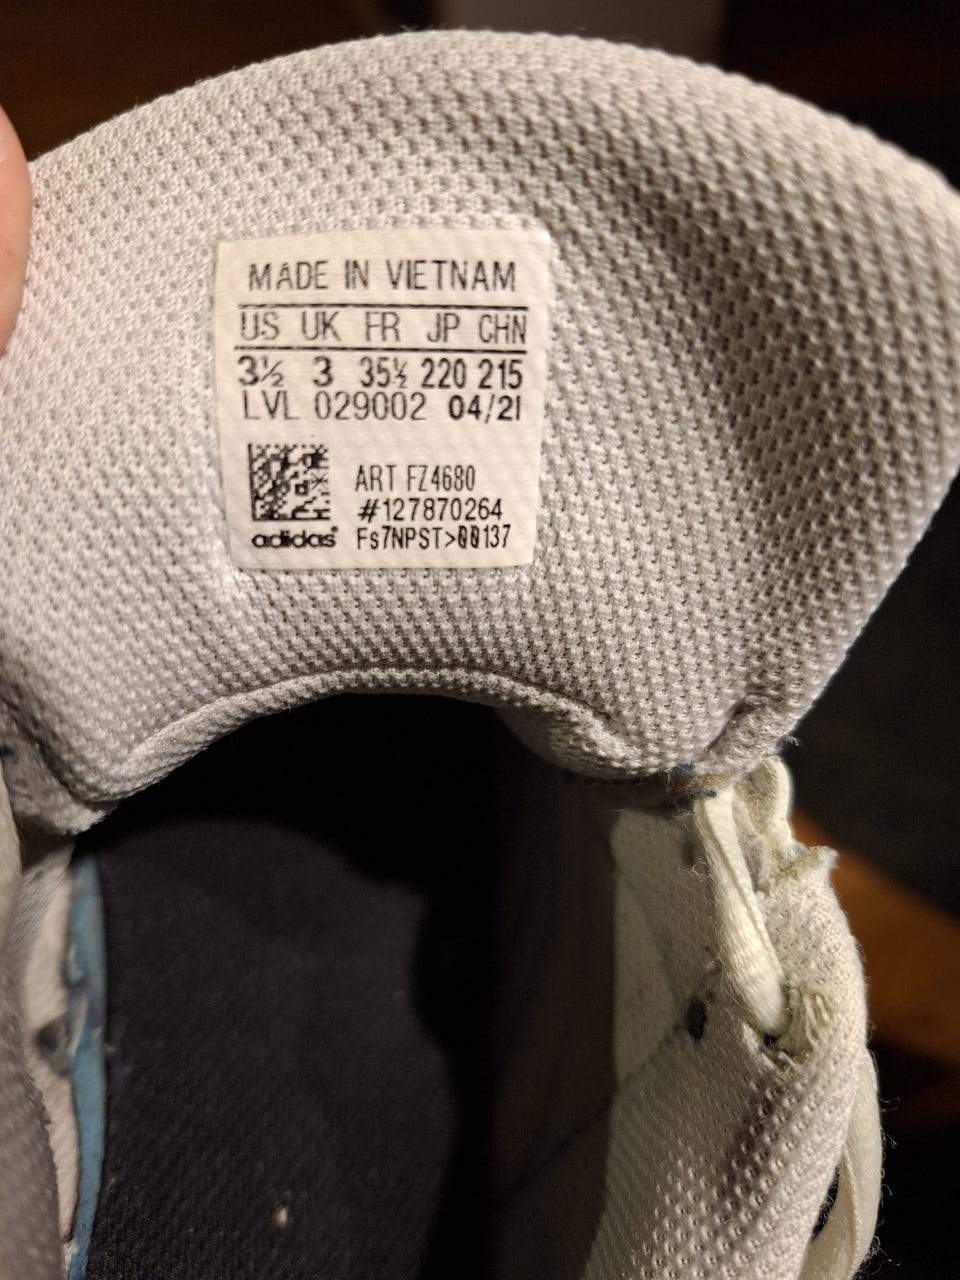 MADE IN VIETNAM
US UK FR JP CHN
3½ 3 35½ 220 215
LVL 029002 04/21
ART FZ4680
#127870264
adidas® Fs7NPST>00137